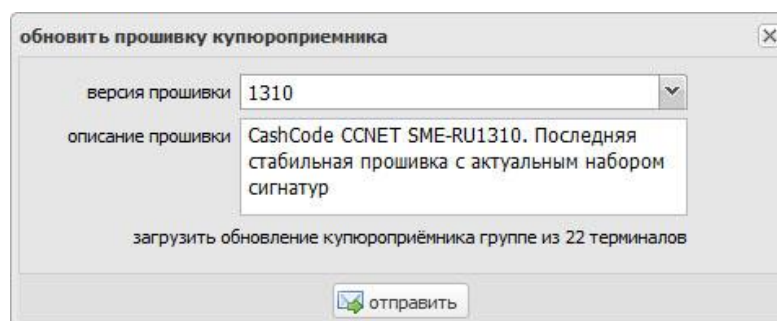 обновить прошивку купюроприемника
версия прошивки 1310
описание прошивки CashCode CCNET SME-RU1310. Последняя
стабильная прошивка с актуальным набором
сигнатур
загрузить обновление купюроприёмника группе из 22 терминалов
отправить